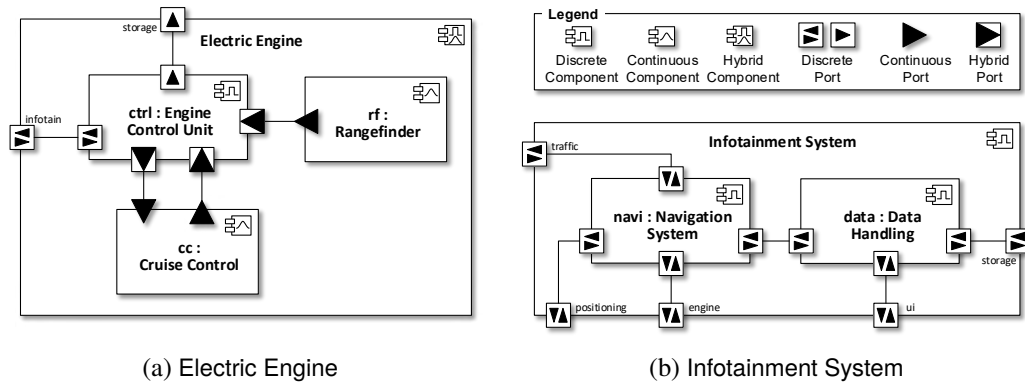 storage
Electric Engine
ctrl : Engine
Control Unit
rf :
Rangefinder
infotain
cc :
Cruise Control
(a) Electric Engine
Legend
Discrete
Component
Continuous
Component
Hybrid
Component
Discrete
Port
Continuous
Port
Hybrid
Port
Infotainment System
traffic
navi : Navigation
System
data : Data
Handling
storage
positioning
engine
ui
(b) Infotainment System